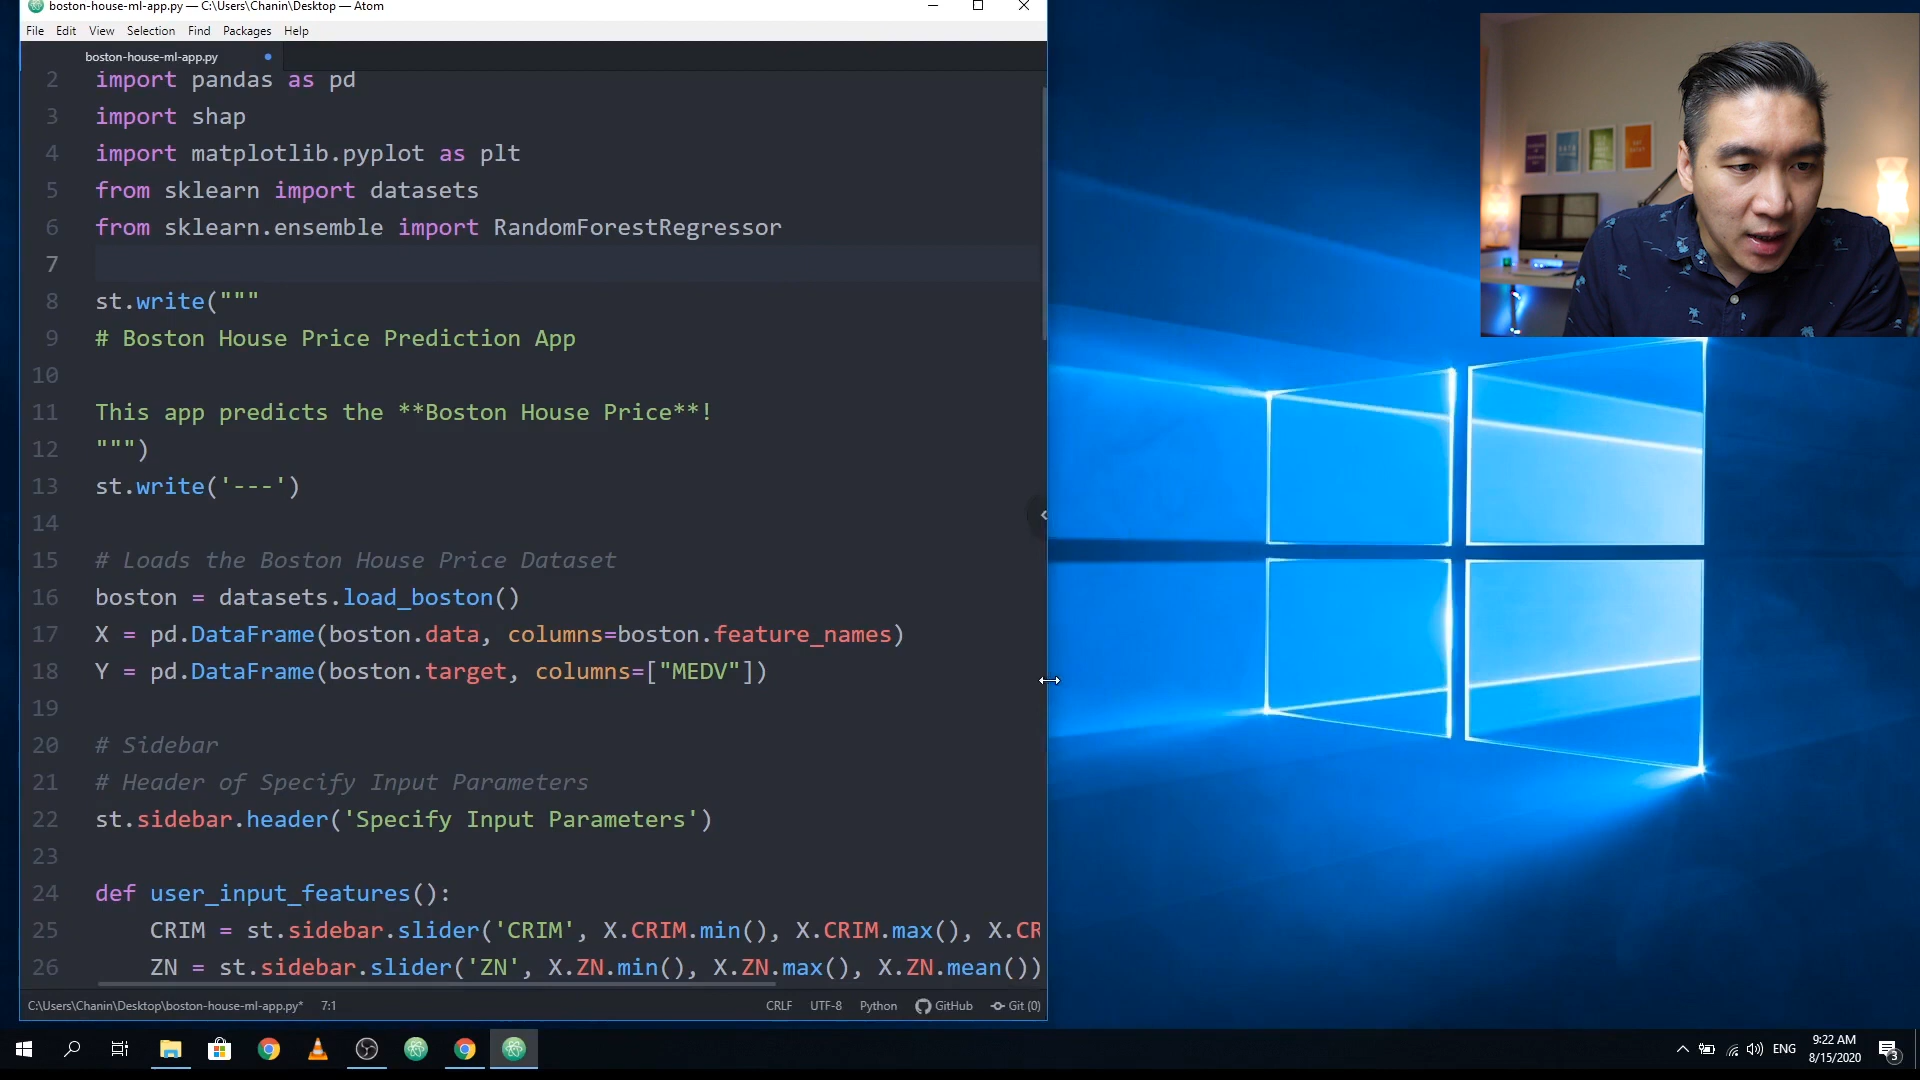 boston-house-ml-app.py — C:\Users\Chanin\Desktop — Atom
File Edit View Selection Find Packages Help
boston-house-ml-app.py
2 import pandas as pd
3 import shap
4 import matplotlib.pyplot as plt
5 from sklearn import datasets
6 from sklearn.ensemble import RandomForestRegressor
7
8 st.write("""
9 # Boston House Price Prediction App
10
11 This app predicts the **Boston House Price**!
12 """)
13 st.write('---')
14
15 # Loads the Boston House Price Dataset
16 boston = datasets.load_boston()
17 X = pd.DataFrame(boston.data, columns=boston.feature_names)
18 Y = pd.DataFrame(boston.target, columns=["MEDV"])
19
20 # Sidebar
21 # Header of Specify Input Parameters
22 st.sidebar.header('Specify Input Parameters')
23
24 def user_input_features():
25 CRIM = st.sidebar.slider('CRIM', X.CRIM.min(), X.CRIM.max(), X.CR
26 ZN = st.sidebar.slider('ZN', X.ZN.min(), X.ZN.max(), X.ZN.mean())
C:\Users\Chanin\Desktop\boston-house-ml-app.py* 7:1 CRLF UTF-8 Python GitHub Git (0)
ENG 9:22 AM
8/15/2020
3